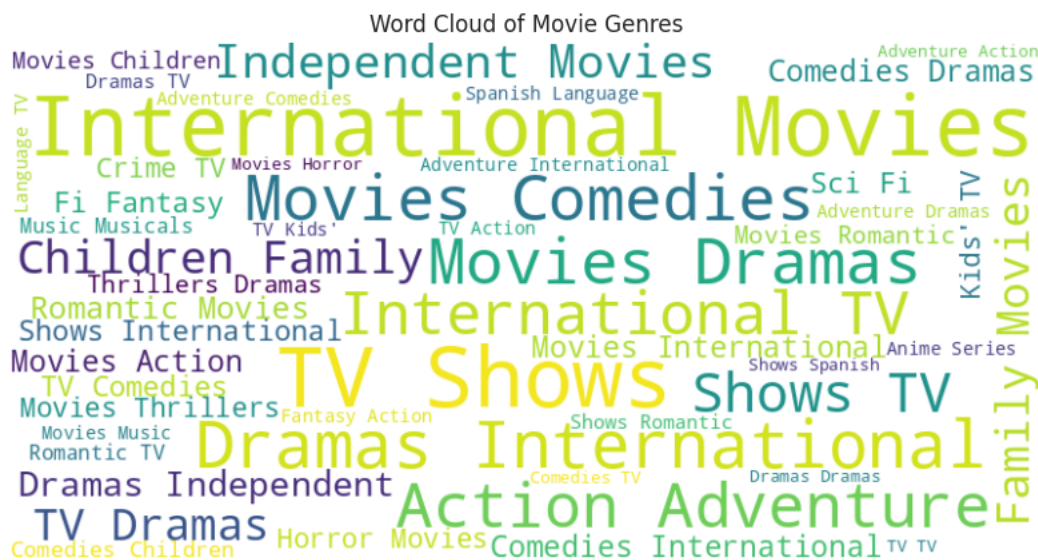 Word Cloud of Movie Genres
Movies Children
Independent Movies
Adventure Action
Dramas TV
Comedies Dramas
Adventure Comedies
Spanish Language
International Movies
Language TV
Crime TV
Movies Horror
Adventure International
Fi Fantasy
Movies Comedies
Sci Fi
Kids' TV
Adventure Dramas
Music Musicals
TV Kids'
TV Action
Movies Romantic
Children Family
Movies Dramas
Family Movies
Thrillers Dramas
Romantic Movies
International TV
Shows International
Movies International
Anime Series
Movies Action
TV Shows
Shows Spanish
TV Comedies
Shows TV
Movies Thrillers
Fantasy Action
Shows Romantic
Movies Music
Dramas International
Romantic TV
Dramas Independent
Comedies TV
Dramas Dramas
Action Adventure
TV Dramas
Horror Movies
Comedies Children
Comedies International
TV TV